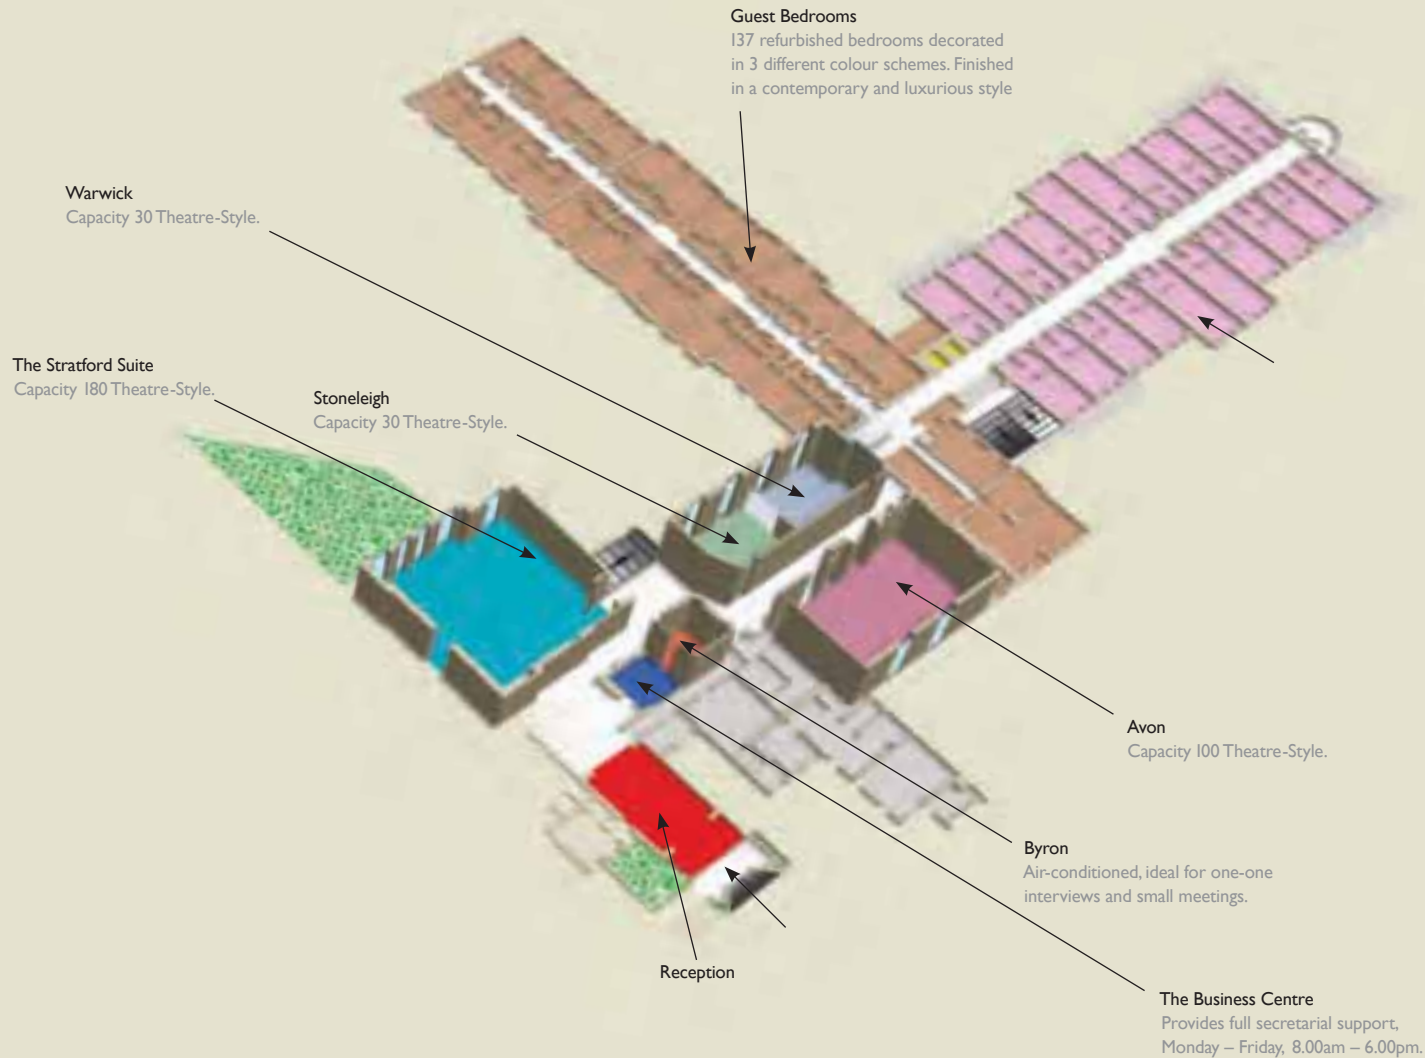 Guest Bedrooms
137 refurbished bedrooms decorated
in 3 different colour schemes. Finished
in a contemporary and luxurious style
Warwick
Capacity 30 Theatre-Style.
The Stratford Suite
Capacity 180 Theatre-Style.
Stoneleigh
Capacity 30 Theatre-Style.
Avon
Capacity 100 Theatre-Style.
Byron
Air-conditioned, ideal for one-one
interviews and small meetings.
Reception
The Business Centre
Provides full secretarial support,
Monday – Friday, 8.00am – 6.00pm.